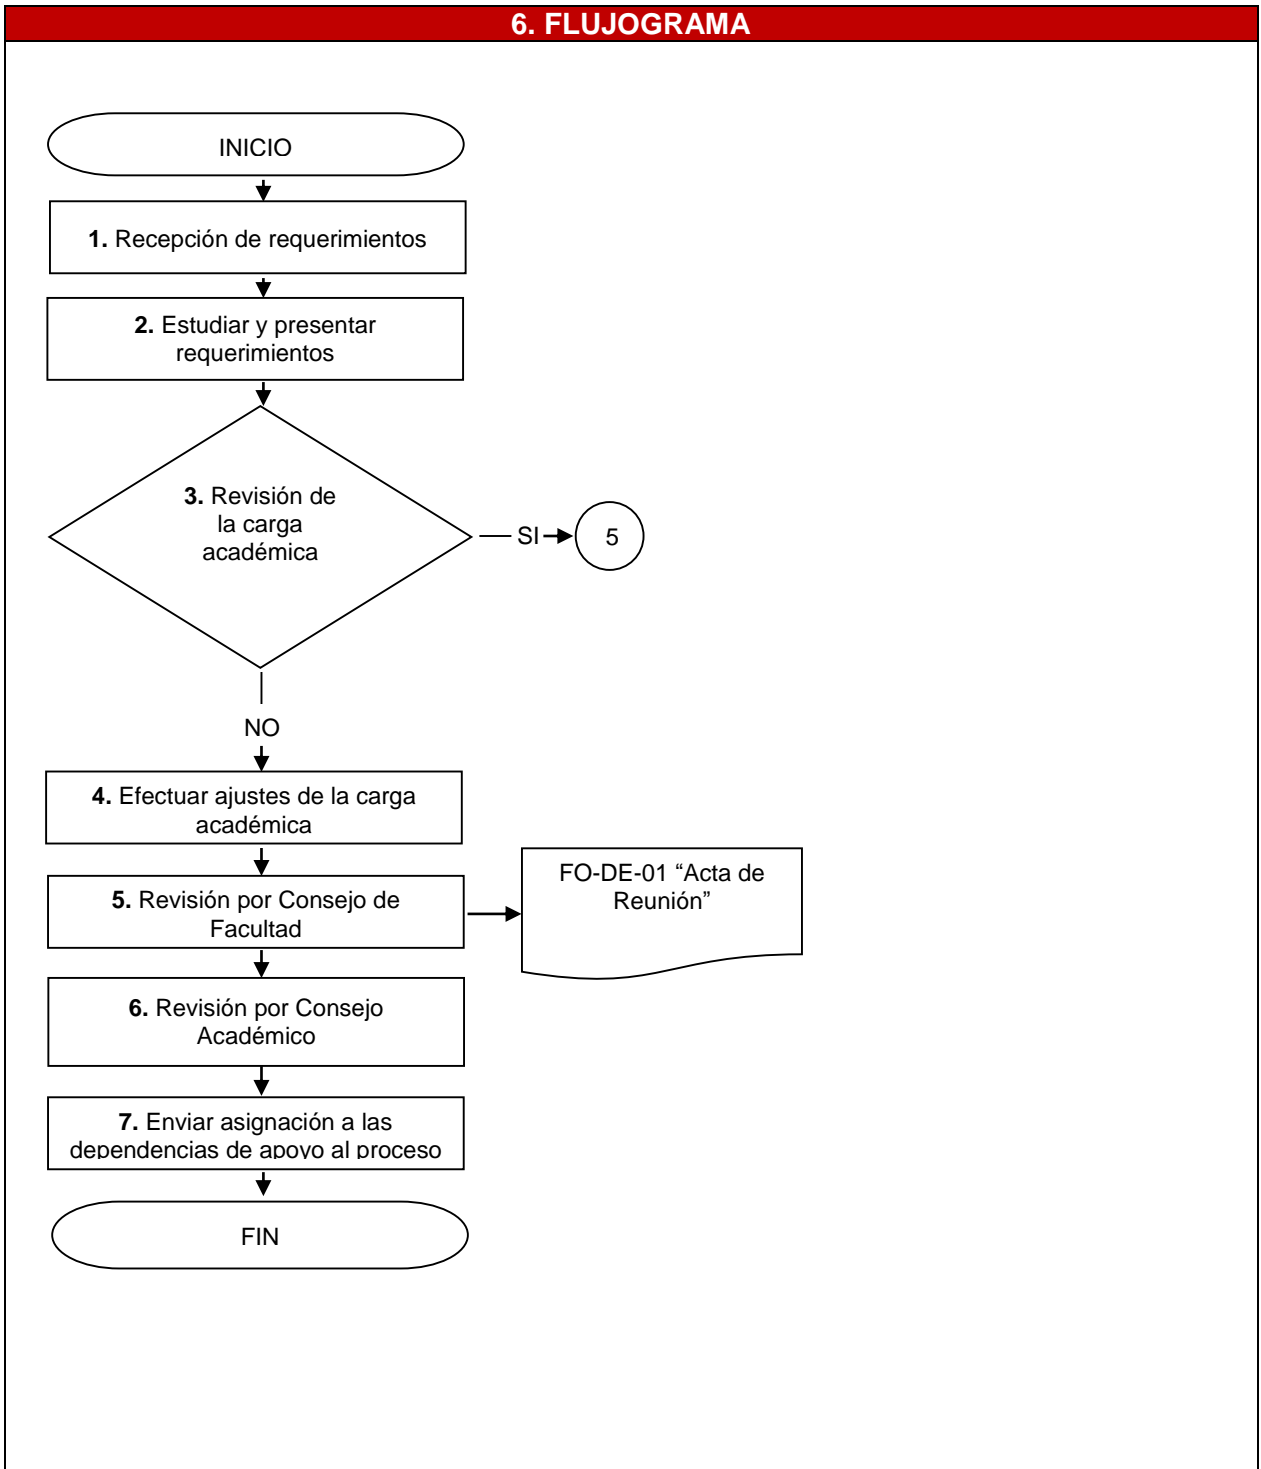 6. FLUJOGRAMA
INICIO
1. Recepción de requerimientos
2. Estudiar y presentar
requerimientos
3. Revisión de
la carga
académica
SI
5
NO
4. Efectuar ajustes de la carga
académica
5. Revisión por Consejo de
Facultad
FO-DE-01 “Acta de
Reunión”
6. Revisión por Consejo
Académico
7. Enviar asignación a las
dependencias de apoyo al proceso
FIN